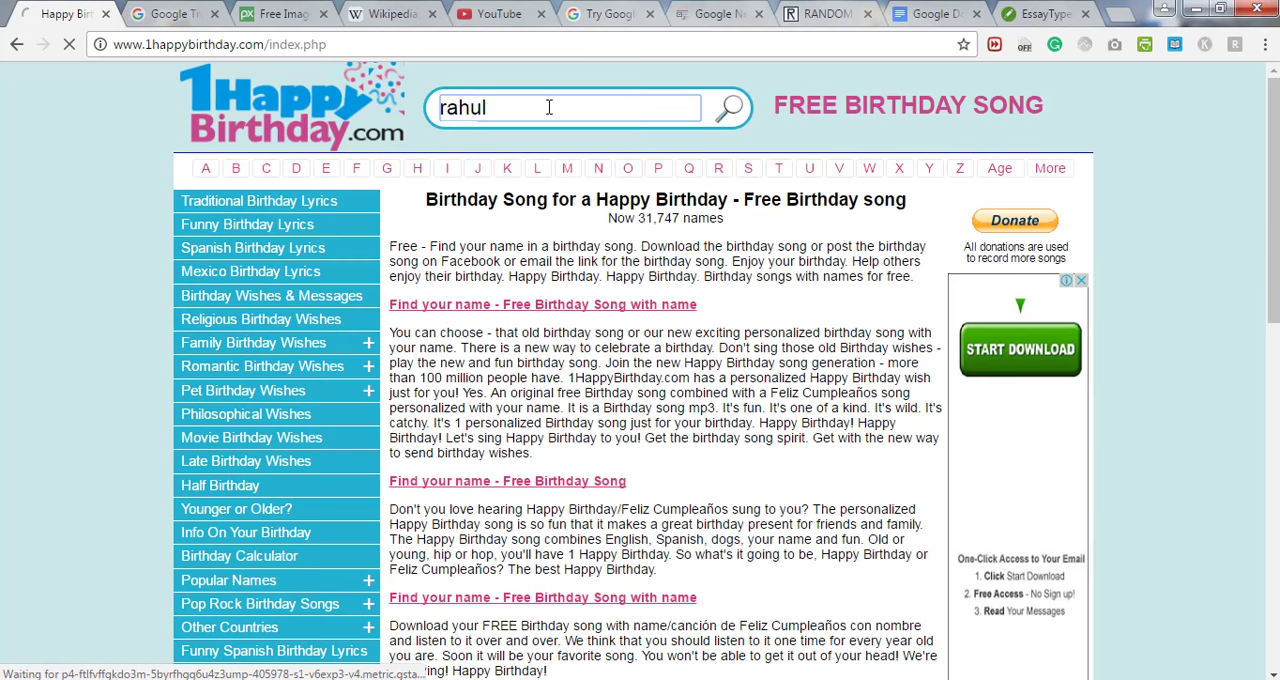 Happy Birt
Google Tra
Free Imag
Wikipedia
YouTube
Try Googl
Google Ne
RANDOM
Google Do
EssayType
www.1happybirthday.com/index.php
OFF
K
R
1Happy
Birthday.com
rahul
FREE BIRTHDAY SONG
A B C D E F G H I J K L M N O P Q R S T U V W X Y Z Age More
Traditional Birthday Lyrics
Funny Birthday Lyrics
Spanish Birthday Lyrics
Mexico Birthday Lyrics
Birthday Wishes & Messages
Religious Birthday Wishes
Family Birthday Wishes +
Romantic Birthday Wishes +
Pet Birthday Wishes +
Philosophical Wishes
Movie Birthday Wishes
Late Birthday Wishes
Half Birthday
Younger or Older?
Info On Your Birthday
Birthday Calculator
Popular Names +
Pop Rock Birthday Songs +
Other Countries +
Funny Spanish Birthday Lyrics
Birthday Song for a Happy Birthday - Free Birthday song
Now 31,747 names
Free - Find your name in a birthday song. Download the birthday song or post the birthday
song on Facebook or email the link for the birthday song. Enjoy your birthday. Help others
enjoy their birthday. Happy Birthday. Happy Birthday. Birthday songs with names for free.
Find your name - Free Birthday Song with name
You can choose - that old birthday song or our new exciting personalized birthday song with
your name. There is a new way to celebrate a birthday. Don't sing those old Birthday wishes -
play the new and fun birthday song. Join the new Happy Birthday song generation - more
than 100 million people have. 1HappyBirthday.com has a personalized Happy Birthday wish
just for you! Yes. An original free Birthday song combined with a Feliz Cumpleaños song
personalized with your name. It is a Birthday song mp3. It's fun. It's one of a kind. It's wild. It's
catchy. It's 1 personalized Birthday song just for your birthday. Happy Birthday! Happy
Birthday! Let's sing Happy Birthday to you! Get the birthday song spirit. Get with the new way
to send birthday wishes.
Find your name - Free Birthday Song
Don't you love hearing Happy Birthday/Feliz Cumpleaños sung to you? The personalized
Happy Birthday song is so fun that it makes a great birthday present for friends and family.
The Happy Birthday song combines English, Spanish, dogs, your name and fun. Old or
young, hip or hop, you'll have 1 Happy Birthday. So what's it going to be, Happy Birthday or
Feliz Cumpleaños? The best Happy Birthday.
Find your name - Free Birthday Song with name
Download your FREE Birthday song with name/canción de Feliz Cumpleaños con nombre
and listen to it over and over. We think that you should listen to it one time for every year old
you are. Soon it will be your favorite song. You won't be able to get it out of your head! We're
Happy Birthday!
Donate
All donations are used
to record more songs
START DOWNLOAD
One-Click Access to Your Email
1. Click Start Download
2. Free Access - No Sign up!
3. Read Your Messages